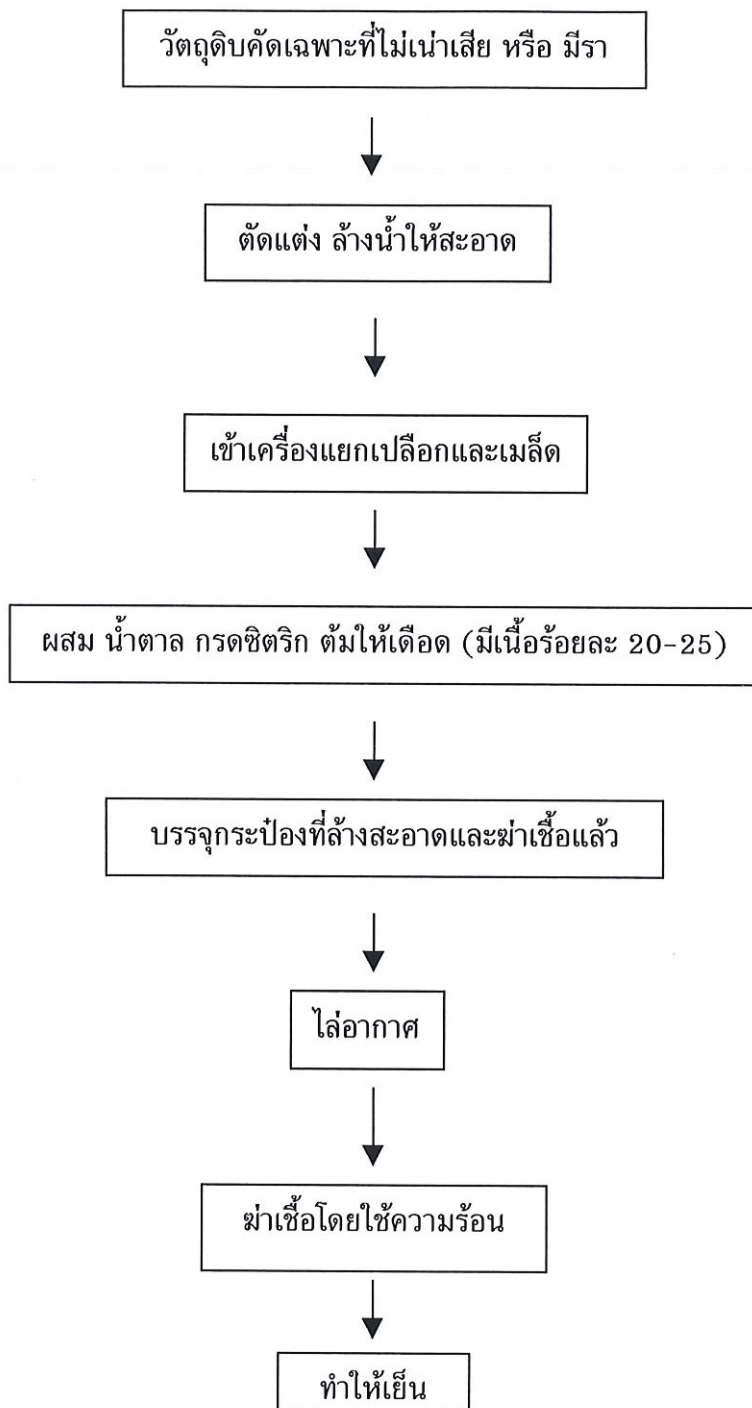 วัตถุดิบคัดเฉพาะที่ไม่เน่าเสีย หรือ มีรา
ตัดแต่ง ล้างน้ำให้สะอาด
เข้าเครื่องแยกเปลือกและเมล็ด
ผสม น้ำตาล กรดซิตริก ต้มให้เดือด (มีเนื้อร้อยละ 20-25)
บรรจุกระป๋องที่ล้างสะอาดและฆ่าเชื้อแล้ว
ไล่อากาศ
ฆ่าเชื้อโดยใช้ความร้อน
ทำให้เย็น